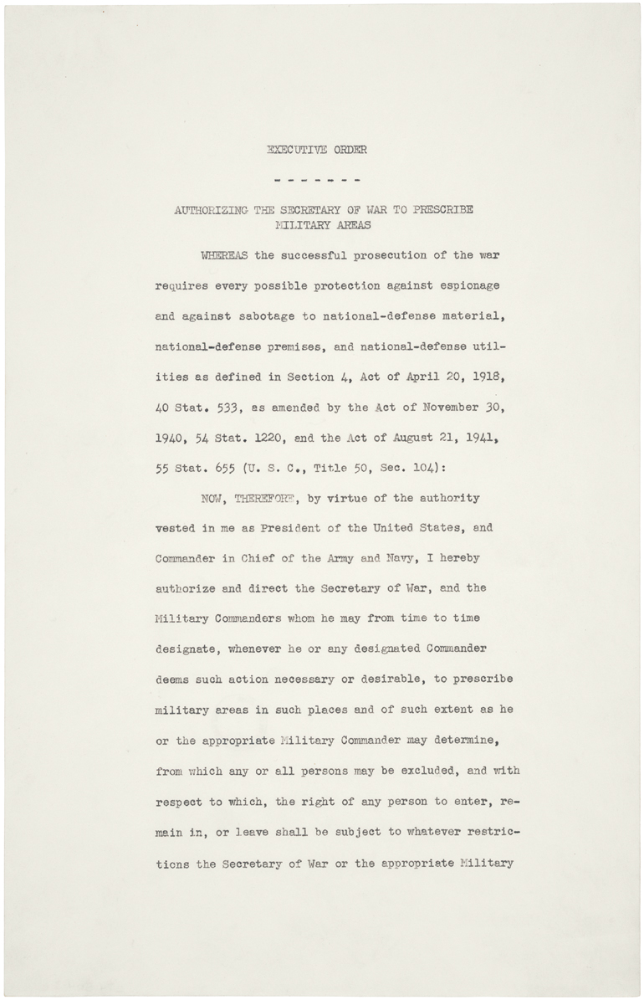 EXECUTIVE ORDER
- - - - - - -
AUTHORIZING THE SECRETARY OF WAR TO PRESCRIBE
MILITARY AREAS
WHEREAS the successful prosecution of the war
requires every possible protection against espionage
and against sabotage to national-defense material,
national-defense premises, and national-defense util-
ities as defined in Section 4, Act of April 20, 1918,
40 Stat. 533, as amended by the Act of November 30,
1940, 54 Stat. 1220, and the Act of August 21, 1941,
55 Stat. 655 (U. S. C., Title 50, Sec. 104):
NOW, THEREFORE, by virtue of the authority
vested in me as President of the United States, and
Commander in Chief of the Army and Navy, I hereby
authorize and direct the Secretary of War, and the
Military Commanders whom he may from time to time
designate, whenever he or any designated Commander
deems such action necessary or desirable, to prescribe
military areas in such places and of such extent as he
or the appropriate Military Commander may determine,
from which any or all persons may be excluded, and with
respect to which, the right of any person to enter, re-
main in, or leave shall be subject to whatever restric-
tions the Secretary of War or the appropriate Military